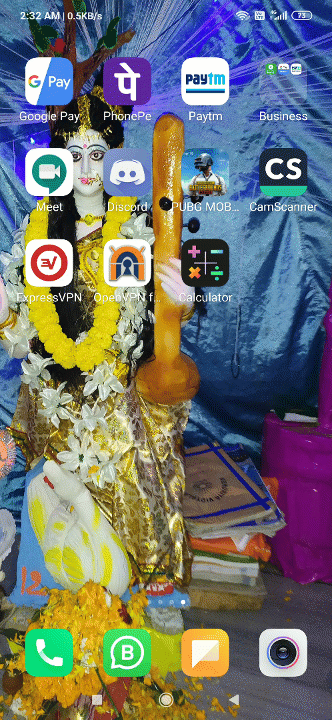 2:32 AM | 0.5KB/s
73
G Pay
पे
Paytm
Google Pay
PhonePe
Paytm
Business
CS
Meet
Discord
PUBG MOB...
CamScanner
EV
ExpressVPN
OpenVPN f...
Calculator
12
B